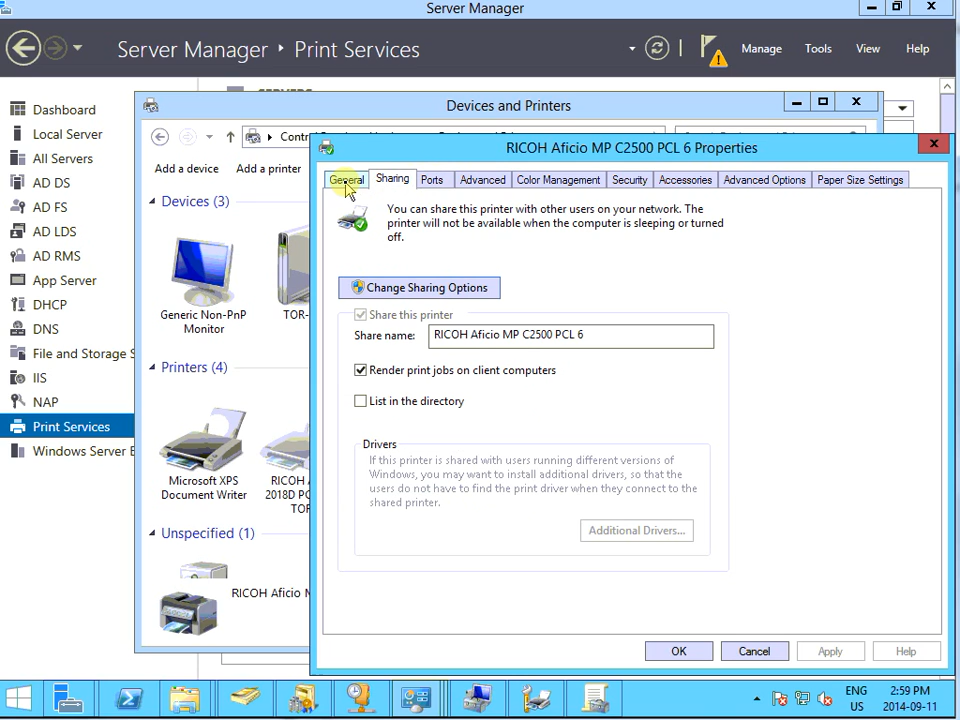 Server Manager
Server Manager
Print Services
Manage
Tools
View
Help
Dashboard
Local Server
All Servers
AD DS
AD FS
AD LDS
AD RMS
App Server
DHCP
DNS
File and Storage S
IIS
NAP
Print Services
Windows Server
Devices and Printers
Add a device
Add a printer
Devices (3)
Generic Non-PnP
Monitor
TOR-
Printers (4)
Microsoft XPS
Document Writer
RICOH
2018D PC
TOR
Unspecified (1)
RICOH Aficio M
RICOH Aficio MP C2500 PCL 6 Properties
General
Sharing
Ports
Advanced
Color Management
Security
Accessories
Advanced Options
Paper Size Settings
You can share this printer with other users on your network. The
printer will not be available when the computer is sleeping or turned
off.
Change Sharing Options
Share this printer
Share name:
RICOH Aficio MP C2500 PCL 6
Render print jobs on client computers
List in the directory
Drivers
If this printer is shared with users running different versions of
Windows, you may want to install additional drivers, so that the
users do not have to find the print driver when they connect to the
shared printer.
Additional Drivers...
OK
Cancel
Apply
Help
ENG
US
2:59 PM
2014-09-11